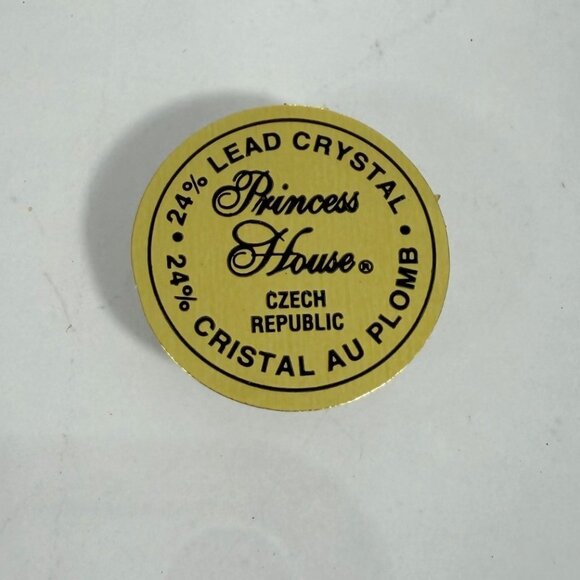 • 24% LEAD CRYSTAL •
Princess
House®
CZECH
REPUBLIC
24% CRISTAL AU PLOMB